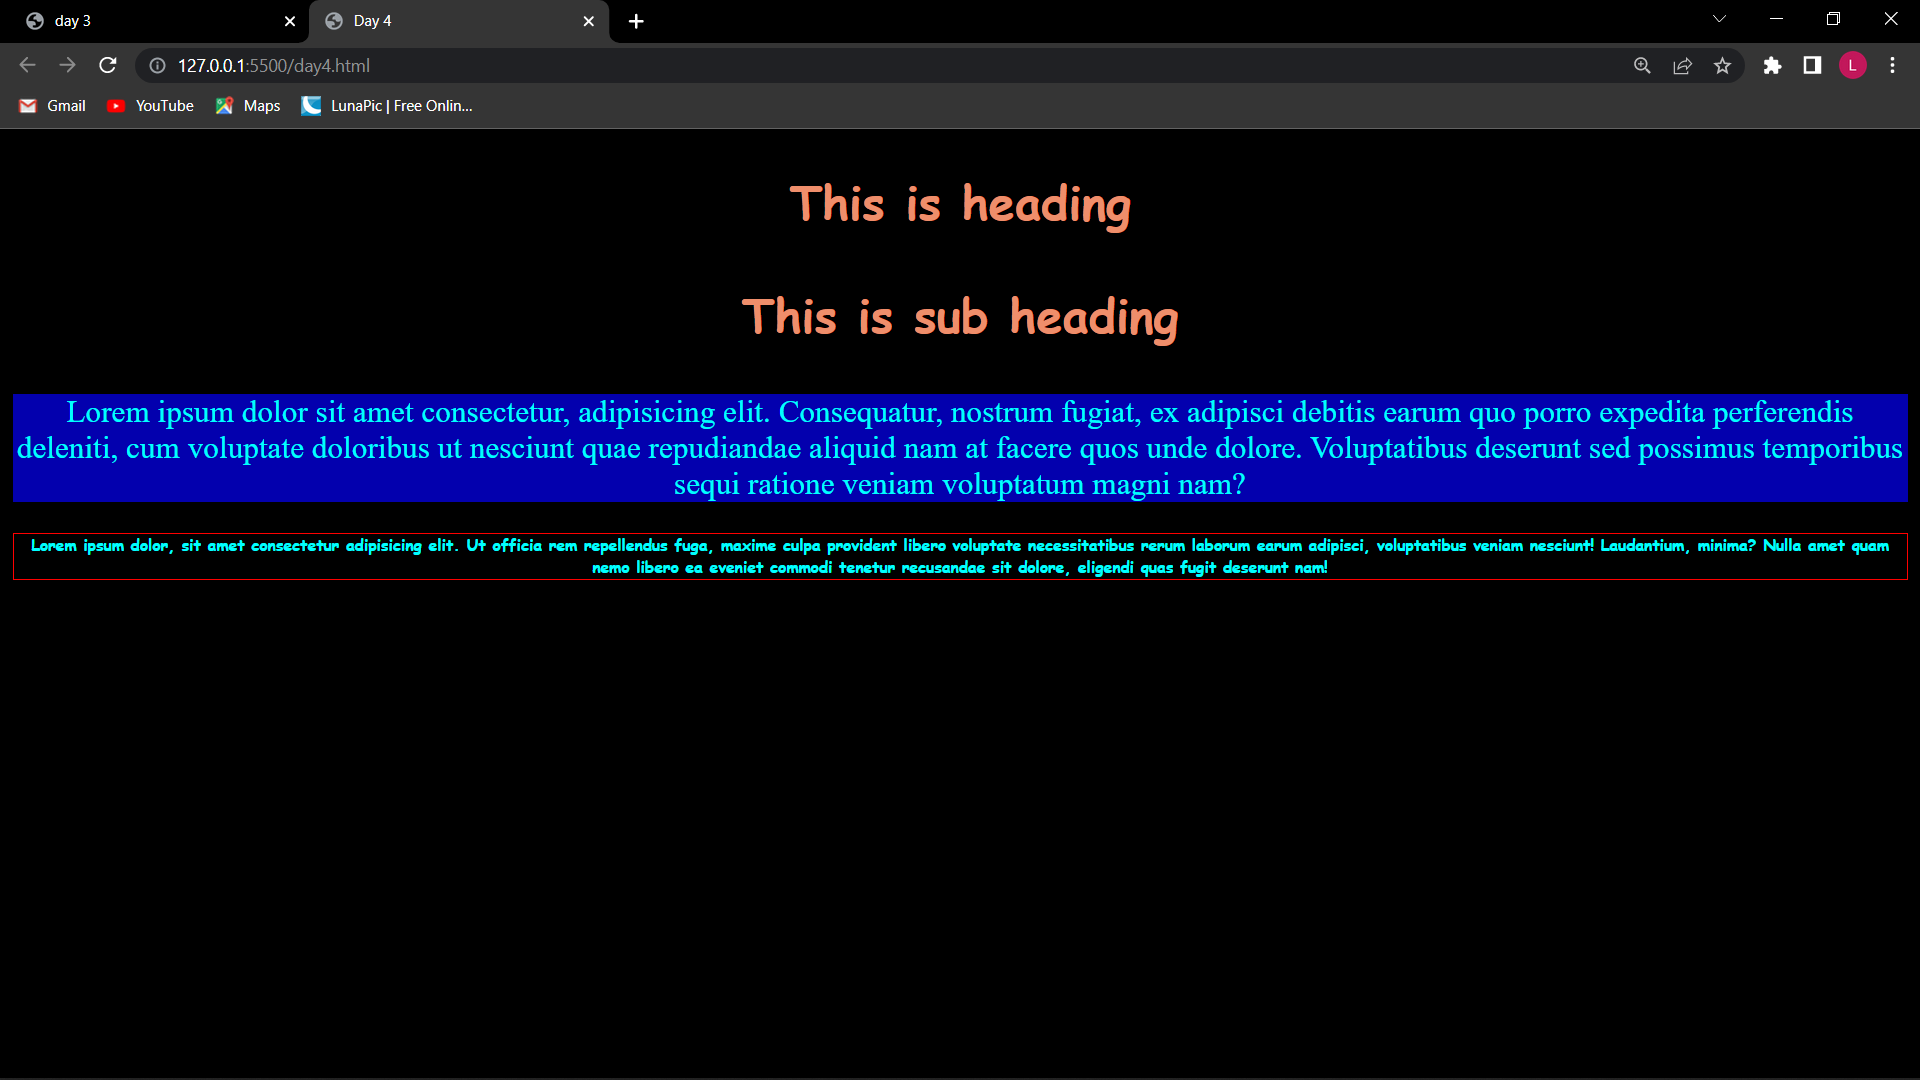 day 3
Day 4
127.0.0.1:5500/day4.html
L
Gmail
YouTube
Maps
LunaPic | Free Onlin...
This is heading
This is sub heading
Lorem ipsum dolor sit amet consectetur, adipisicing elit. Consequatur, nostrum fugiat, ex adipisci debitis earum quo porro expedita perferendis
deleniti, cum voluptate doloribus ut nesciunt quae repudiandae aliquid nam at facere quos unde dolore. Voluptatibus deserunt sed possimus temporibus
sequi ratione veniam voluptatum magni nam?
Lorem ipsum dolor, sit amet consectetur adipisicing elit. Ut officia rem repellendus fuga, maxime culpa provident libero voluptate necessitatibus rerum laborum earum adipisci, voluptatibus veniam nesciunt! Laudantium, minima? Nulla amet quam
nemo libero ea eveniet commodi tenetur recusandae sit dolore, eligendi quas fugit deserunt nam!